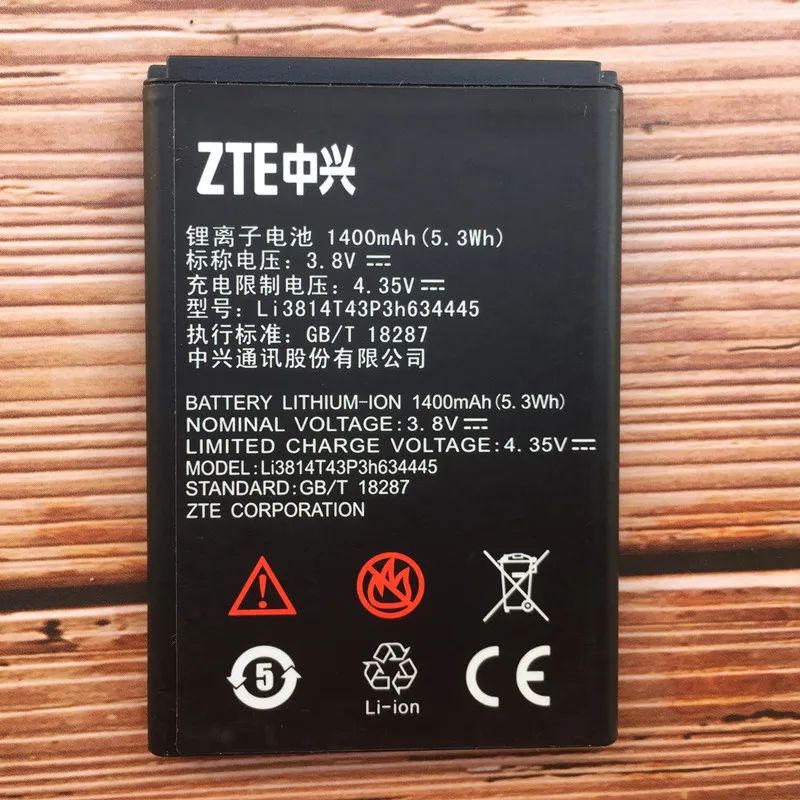 ZTE中兴
锂离子电池 1400mAh(5.3Wh)
标称电压: 3.8V
充电限制电压: 4.35V
型号: Li3814T43P3h634445
执行标准: GB/T 18287
中兴通讯股份有限公司
BATTERY LITHIUM-ION 1400mAh(5.3Wh)
NOMINAL VOLTAGE:3.8V
LIMITED CHARGE VOLTAGE:4.35V
MODEL:Li3814T43P3h634445
STANDARD:GB/T 18287
ZTE CORPORATION
5
Li-ion
CE